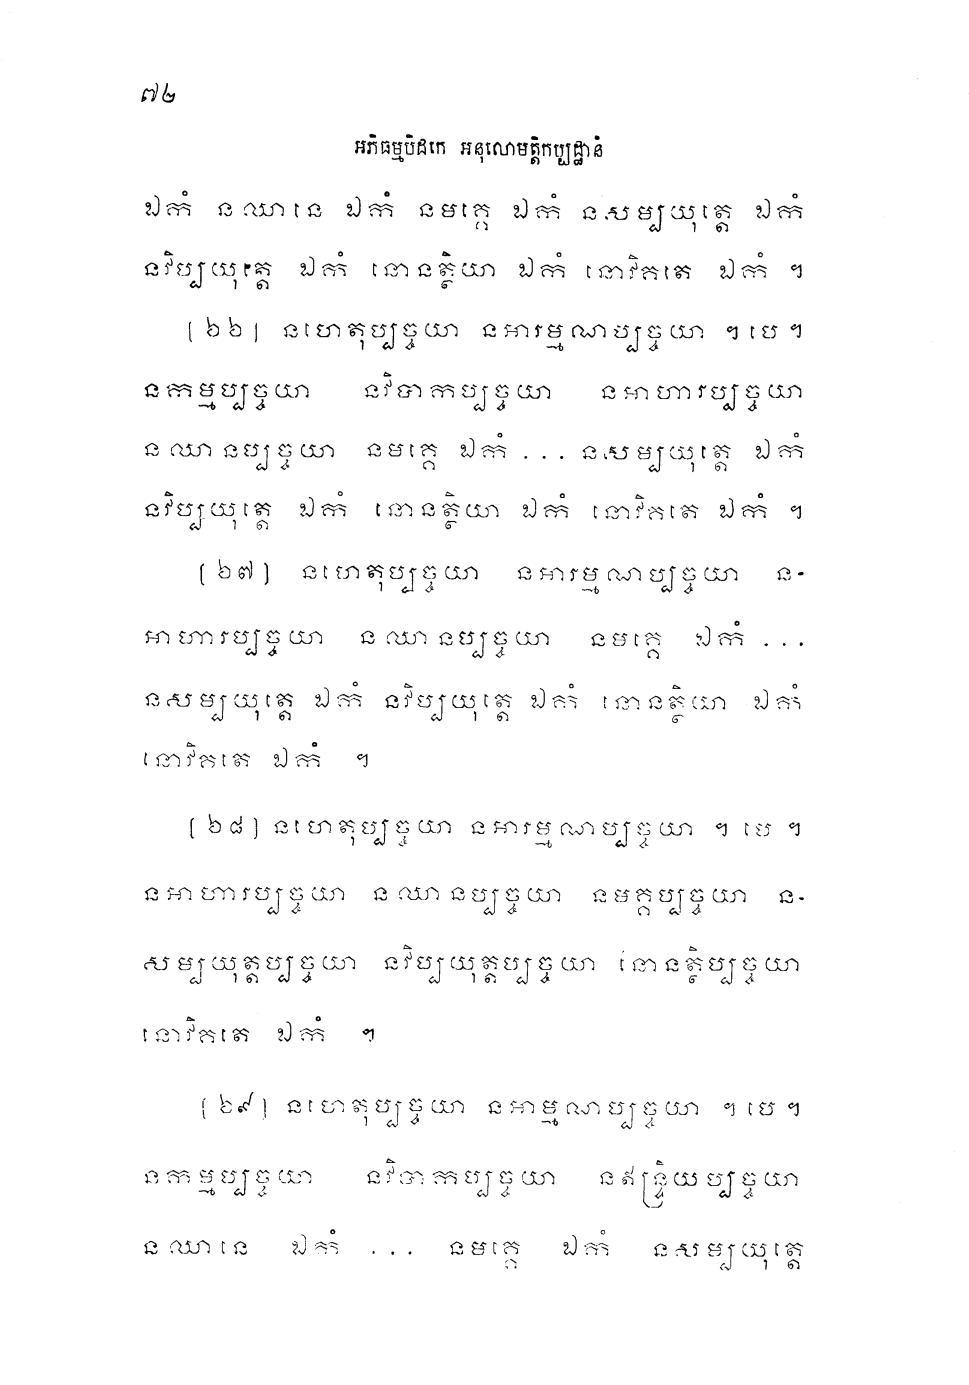 ៧២
អភិធម្មបិដកេ អនុលោមត្តិកប្បដ្ឋានំ
ឯកំ នឈានេ ឯកំ នមគ្គេ ឯកំ នសម្បយុត្តេ ឯកំ
នវិប្បយុត្តេ ឯកំ នោនត្ថិយា ឯកំ នោវិគតេ ឯកំ ។
[៦៦] នហេតុប្បច្ចយា នអារម្មណប្បច្ចយា ។ បេ ។
នកម្មប្បច្ចយា នវិបាកប្បច្ចយា នអាហារប្បច្ចយា
នឈានប្បច្ចយា នមគ្គេ ឯកំ ... នសម្បយុត្តេ ឯកំ
នវិប្បយុត្តេ ឯកំ នោនត្ថិយា ឯកំ នោវិគតេ ឯកំ ។
[៦៧] នហេតុប្បច្ចយា នអារម្មណប្បច្ចយា ន-
អាហារប្បច្ចយា នឈានប្បច្ចយា នមគ្គេ ឯកំ ...
នសម្បយុត្តេ ឯកំ នវិប្បយុត្តេ ឯកំ នោនត្ថិយា ឯកំ
នោវិគតេ ឯកំ ។
[៦៨] នហេតុប្បច្ចយា នអារម្មណប្បច្ចយា ។ បេ ។
នអាហារប្បច្ចយា នឈានប្បច្ចយា នមគ្គប្បច្ចយា ន-
សម្បយុត្តប្បច្ចយា នវិប្បយុត្តប្បច្ចយា នោនត្ថិប្បច្ចយា
នោវិគតេ ឯកំ ។
[៦៩] នហេតុប្បច្ចយា នអាម្មណប្បច្ចយា ។ បេ ។
នកម្មប្បច្ចយា នវិបាកប្បច្ចយា នឥន្ទ្រិយប្បច្ចយា
នឈានេ ឯកំ ... នមគ្គេ ឯកំ នសម្បយុត្តេ